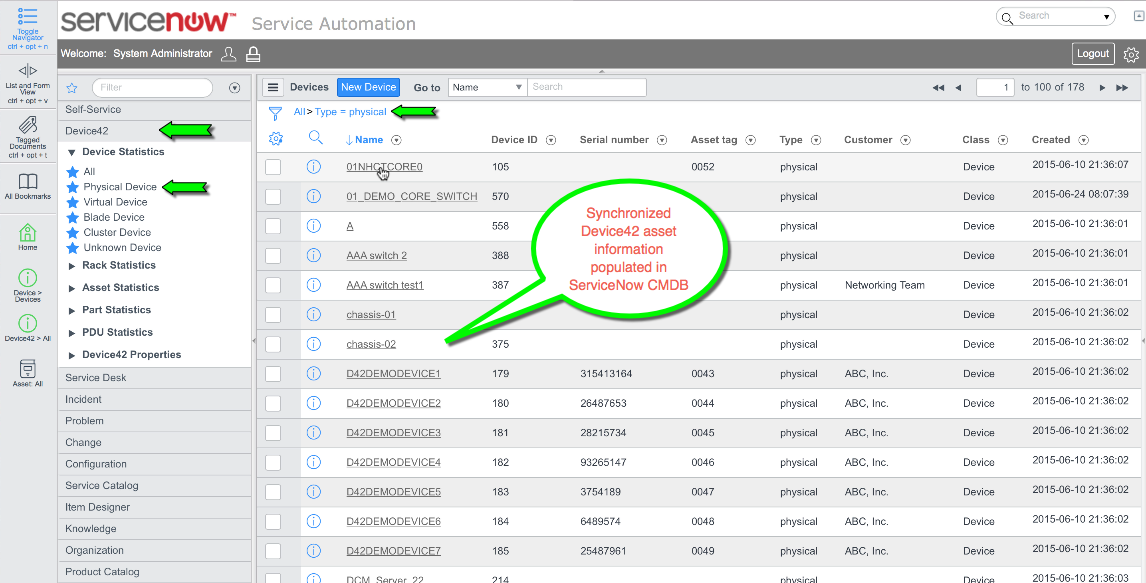 Toggle
Navigator
ctrl + opt + n
List and Form
View
ctrl + opt + v
Tagged
Documents
ctrl + opt + t
All Bookmarks
Home
Device >
Devices
Device42 > All
Asset: All
servicenow™ Service Automation
Search
Welcome: System Administrator
Logout
Filter
Self-Service
Device42
Device Statistics
All
Physical Device
Virtual Device
Blade Device
Cluster Device
Unknown Device
Rack Statistics
Asset Statistics
Part Statistics
PDU Statistics
Device42 Properties
Service Desk
Incident
Problem
Change
Configuration
Service Catalog
Item Designer
Knowledge
Organization
Product Catalog
Devices New Device Go to Name Search 1 to 100 of 178
All > Type = physical
Name Device ID Serial number Asset tag Type Customer Class Created
01NHCTCORE0 105 0052 physical Device 2015-06-10 21:36:07
01_DEMO_CORE_SWITCH 570 physical Device 2015-06-24 08:07:39
A 558 physical Device 2015-06-10 21:36:01
AAA switch 2 388 physical Device 2015-06-10 21:36:01
AAA switch test1 387 physical Networking Team Device 2015-06-10 21:36:01
chassis-01 physical Device 2015-06-10 21:36:02
chassis-02 375 physical Device 2015-06-10 21:36:02
Synchronized
Device42 asset
information
populated in
ServiceNow CMDB
D42DEMODEVICE1 179 315413164 0043 physical ABC, Inc. Device 2015-06-10 21:36:02
D42DEMODEVICE2 180 26487653 0044 physical ABC, Inc. Device 2015-06-10 21:36:02
D42DEMODEVICE3 181 28215734 0045 physical ABC, Inc. Device 2015-06-10 21:36:02
D42DEMODEVICE4 182 93265147 0046 physical ABC, Inc. Device 2015-06-10 21:36:02
D42DEMODEVICE5 183 3754189 0047 physical ABC, Inc. Device 2015-06-10 21:36:02
D42DEMODEVICE6 184 6489574 0048 physical ABC, Inc. Device 2015-06-10 21:36:02
D42DEMODEVICE7 185 25487961 0049 physical ABC, Inc. Device 2015-06-10 21:36:02
DCM_Server_22 214 physical Device 2015-06-10 21:36:03